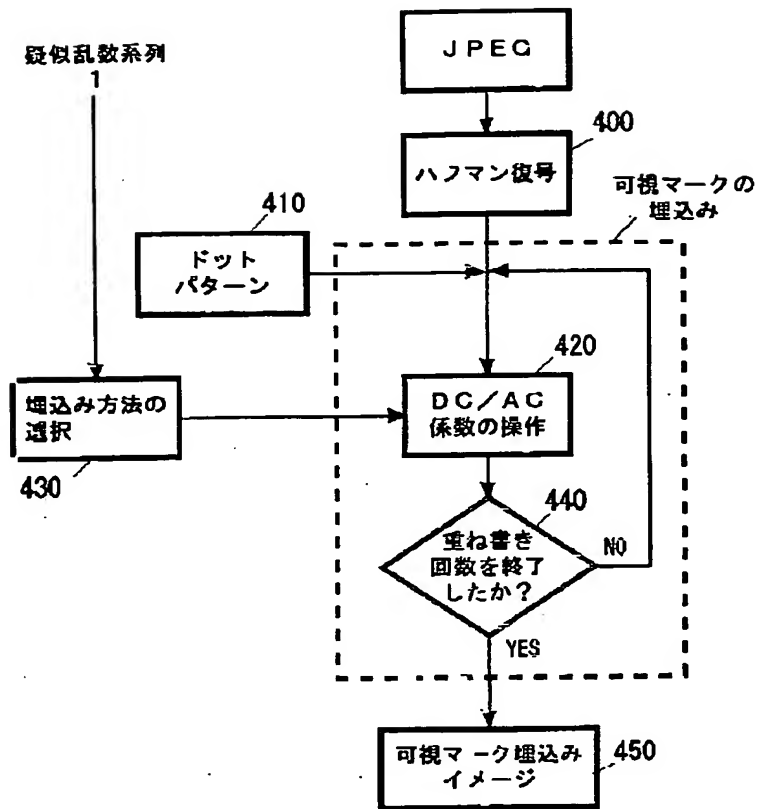 疑似乱数系列
1
JPEG
400
ハフマン復号
可視マークの
埋込み
410
ドット
パターン
420
DC/AC
係数の操作
埋込み方法の
選択
430
440
重ね書き
回数を終了
したか?
NO
YES
可視マーク埋込み
イメージ
450